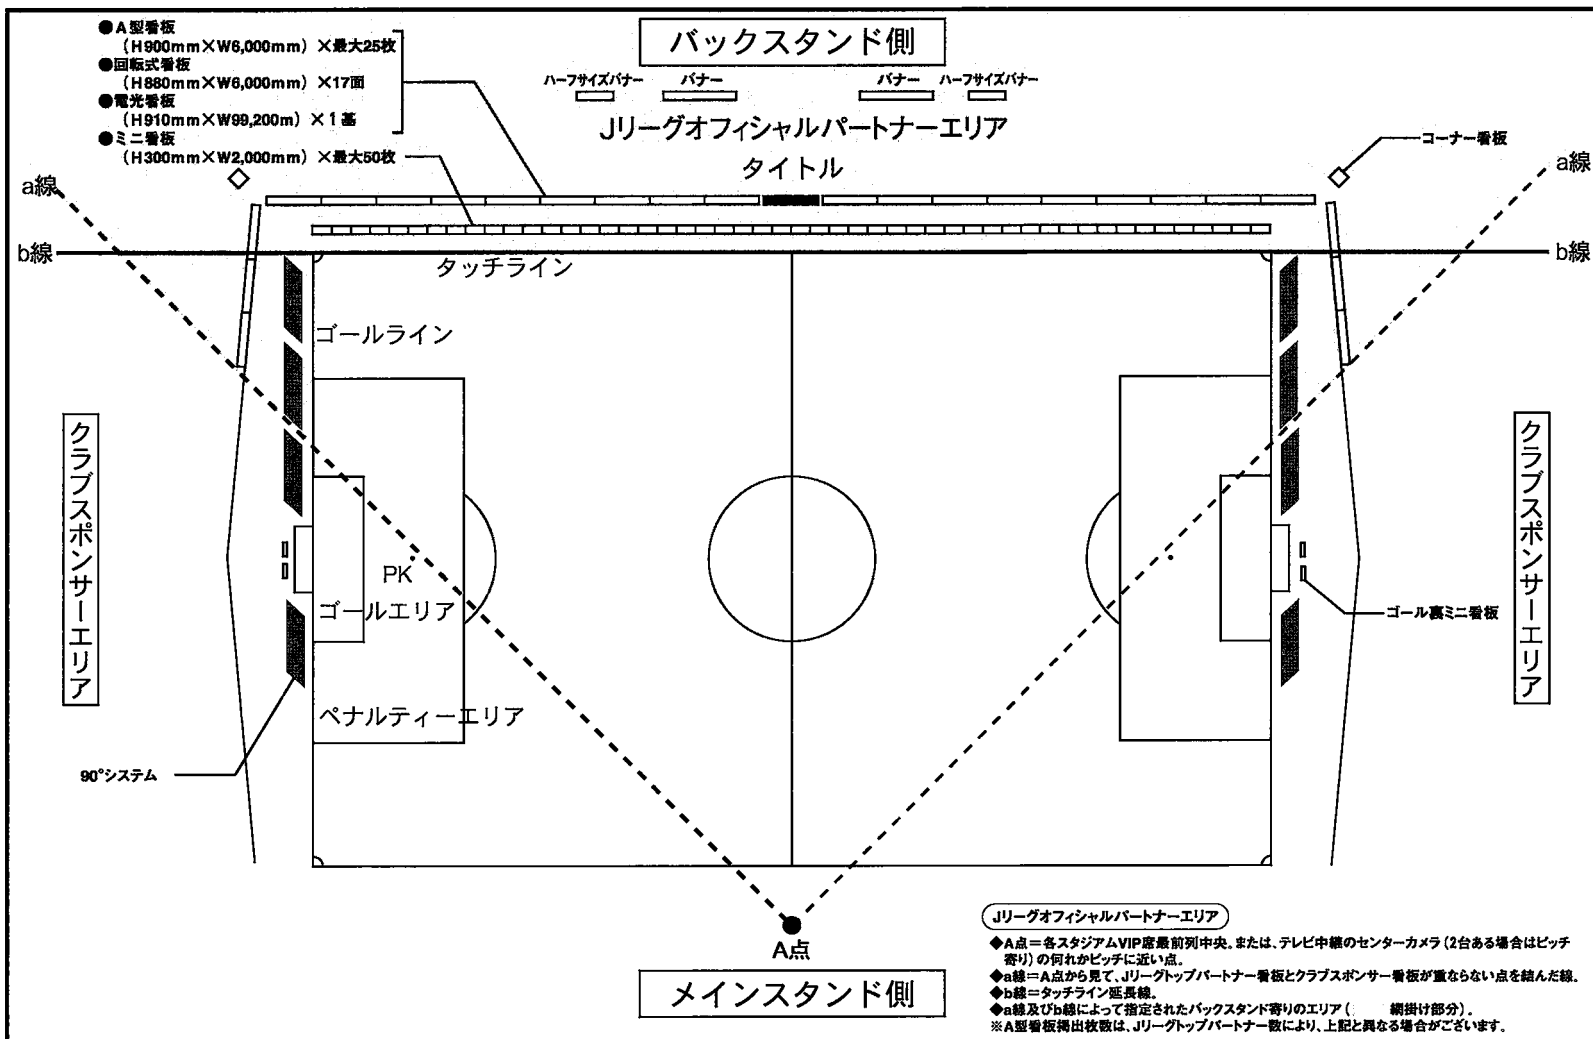 ●A型看板
(H900mm×W6,000mm) ×最大25枚
●回転式看板
(H880mm×W6,000mm) ×17面
●電光看板
(H910mm×W99,200m) ×1基
●ミニ看板
(H300mm×W2,000mm) ×最大50枚
バックスタンド側
ハーフサイズバナー バナー バナー ハーフサイズバナー
Jリーグオフィシャルパートナーエリア
タイトル
コーナー看板
a線 a線
b線 b線
タッチライン
ゴールライン
クラブスポンサーエリア
クラブスポンサーエリア
PK
ゴールエリア
ゴール裏ミニ看板
ペナルティーエリア
90°システム
A点
メインスタンド側
Jリーグオフィシャルパートナーエリア
◆A点=各スタジアムVIP席最前列中央。または、テレビ中継のセンターカメラ(2台ある場合はピッチ
寄り)の何れかピッチに近い点。
◆a線=A点から見て、Jリーグトップパートナー看板とクラブスポンサー看板が重ならない点を結んだ線。
◆b線=タッチライン延長線。
◆a線及びb線によって指定されたバックスタンド寄りのエリア( 網掛け部分)。
※A型看板掲出枚数は、Jリーグトップパートナー数により、上記と異なる場合がございます。